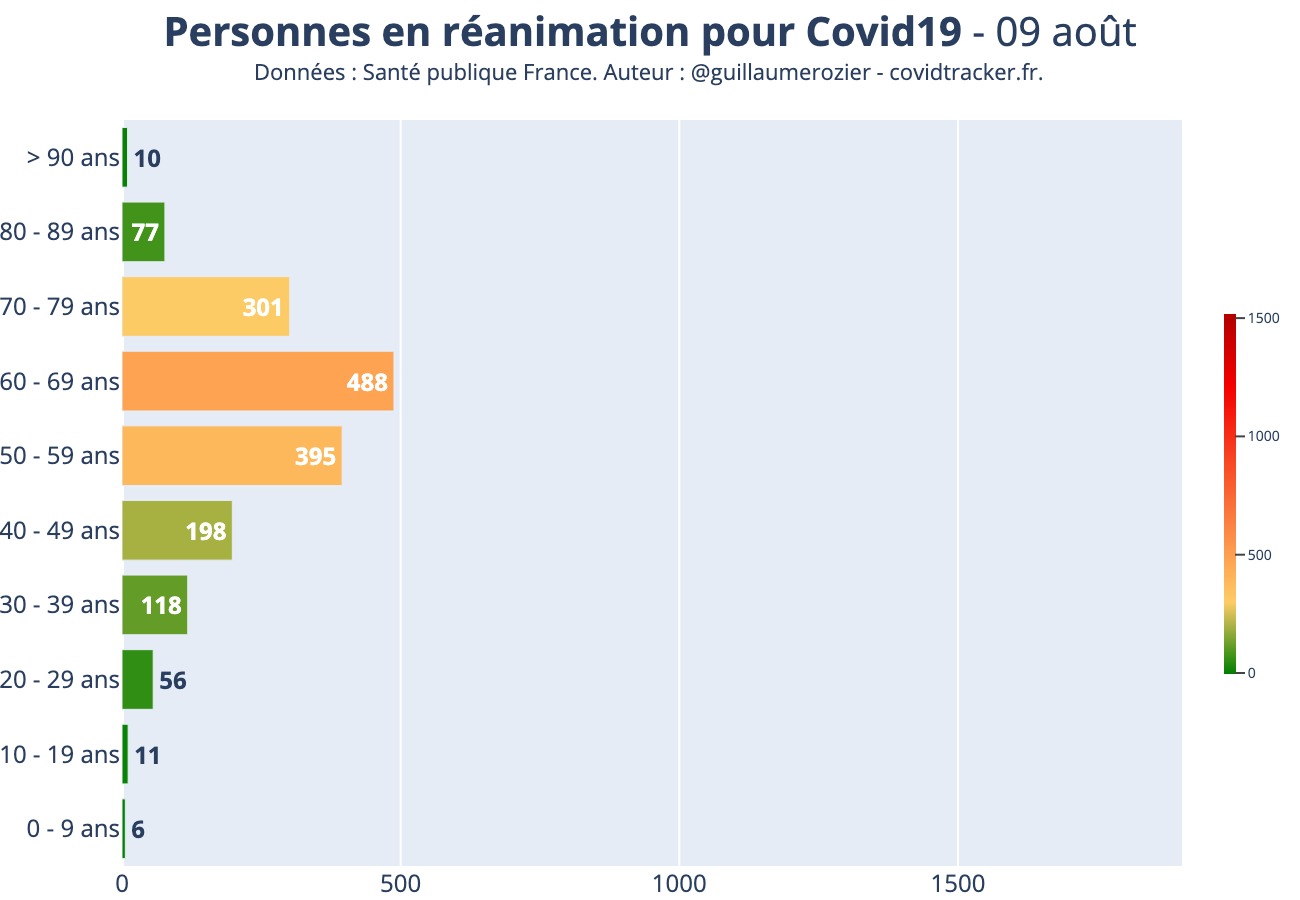 Personnes en réanimation pour Covid19 - 09 août
Données : Santé publique France. Auteur : @guillaumerozier - covidtracker.fr.
> 90 ans 10
80 - 89 ans 77
70 - 79 ans 301
60 - 69 ans 488
50 - 59 ans 395
40 - 49 ans 198
30 - 39 ans 118
20 - 29 ans 56
10 - 19 ans 11
0 - 9 ans 6
0 500 1000 1500
1500
1000
500
0